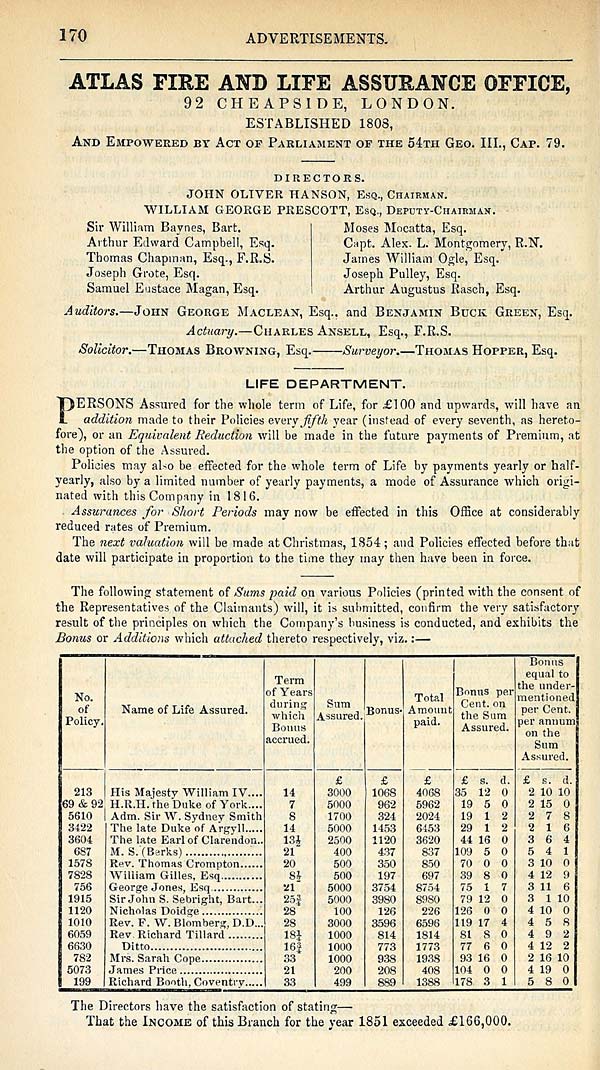 170
ADVERTISEMENTS.
ATLAS FIRE AND LIFE ASSURANCE OFFICE,
92 CHEAPSIDE, LONDON.
ESTABLISHED 1808,
AND EMPOWERED BY ACT OF PARLIAMENT OF THE 54TH GEO. III., CAP. 79.
DIRECTORS.
JOHN OLIVER HANSON, ESQ., CHAIRMAN.
WILLIAM GEORGE PRESCOTT, ESQ., DEPUTY-CHAIRMAN.
Sir William Baynes, Bart.
Arthur Edward Campbell, Esq.
Thomas Chapman, Esq., F.R.S.
Joseph Grote, Esq.
Samuel Eustace Magan, Esq.
Moses Mocatta, Esq.
Capt. Alex. L. Montgomery, R.N.
James William Ogle, Esq.
Joseph Pulley, Esq.
Arthur Augustus Rasch, Esq.
Auditors.—JOHN GEORGE MACLEAN, Esq., and BENJAMIN BUCK GREEN, Esq.
Actuary.—CHARLES ANSELL, Esq., F.R.S.
Solicitor.—THOMAS BROWNING, Esq.——Surveyor.—THOMAS HOPPER, Esq.
LIFE DEPARTMENT.
PERSONS Assured for the whole term of Life, for £100 and upwards, will have an
addition made to their Policies every fifth year (instead of every seventh, as hereto-
fore), or an Equivalent Reduction will be made in the future payments of Premium, at
the option of the Assured.
Policies may also be effected for the whole term of Life by payments yearly or half-
yearly, also by a limited number of yearly payments, a mode of Assurance which origi-
nated with this Company in 1816.
Assurances for Short Periods may now be effected in this Office at considerably
reduced rates of Premium.
The next valuation will be made at Christmas, 1854; and Policies effected before that
date will participate in proportion to the time they may then have been in force.
The following statement of Sums paid on various Policies (printed with the consent of
the Representatives of the Claimants) will, it is submitted, confirm the very satisfactory
result of the principles on which the Company's business is conducted, and exhibits the
Bonus or Additions which attached thereto respectively, viz.:—
No. of Policy. Name of Life Assured. Term of Years during which Bonus accrued. Sum Assured. Bonus. Total Amount paid. Bonus per Cent. on the Sum Assured. Bonus equal to the under-mentioned per Cent. per annum on the Sum Assured.
£ £ £ £ s. d. £ s. d.
213 His Majesty William IV.... 14 3000 1068 4068 35 12 0 2 10 10
69 & 92 H.R.H. the Duke of York.... 7 5000 962 5962 19 5 0 2 15 0
5610 Adm. Sir W. Sydney Smith 8 1700 324 2024 19 1 2 2 7 8
3422 The late Duke of Argyll..... 14 5000 1453 6453 29 1 2 2 1 6
3604 The late Earl of Clarendon.. 13½ 2500 1120 3620 44 16 0 3 6 4
687 M. S. (Berks) ................... 21 400 437 837 109 5 0 5 4 1
1578 Rev. Thomas Crompton...... 20 500 350 850 70 0 0 3 10 0
7828 William Gilles, Esq............ 8½ 500 197 697 39 8 0 4 12 9
756 George Jones, Esq............. 21 5000 3754 8754 75 1 7 3 11 6
1915 Sir John S. Sebright, Bart... 25¾ 5000 3980 8980 79 12 0 3 1 10
1120 Nicholas Doidge ............... 28 100 126 226 126 0 0 4 10 0
1010 Rev. F. W. Blomberg, D.D... 28 3000 3596 6596 119 17 4 4 5 8
6059 Rev. Richard Tillard ......... 18¼ 1000 814 1814 81 8 0 4 9 2
6630 Ditto........................... 16¾ 1000 773 1773 77 6 0 4 12 2
782 Mrs. Sarah Cope............... 33 1000 938 1938 93 16 0 2 16 10
5073 James Price ..................... 21 200 208 408 104 0 0 4 19 0
199 Richard Booth, Coventry..... 33 499 889 1388 178 3 1 5 8 0
The Directors have the satisfaction of stating—
That the INCOME of this Branch for the year 1851 exceeded £166,000.